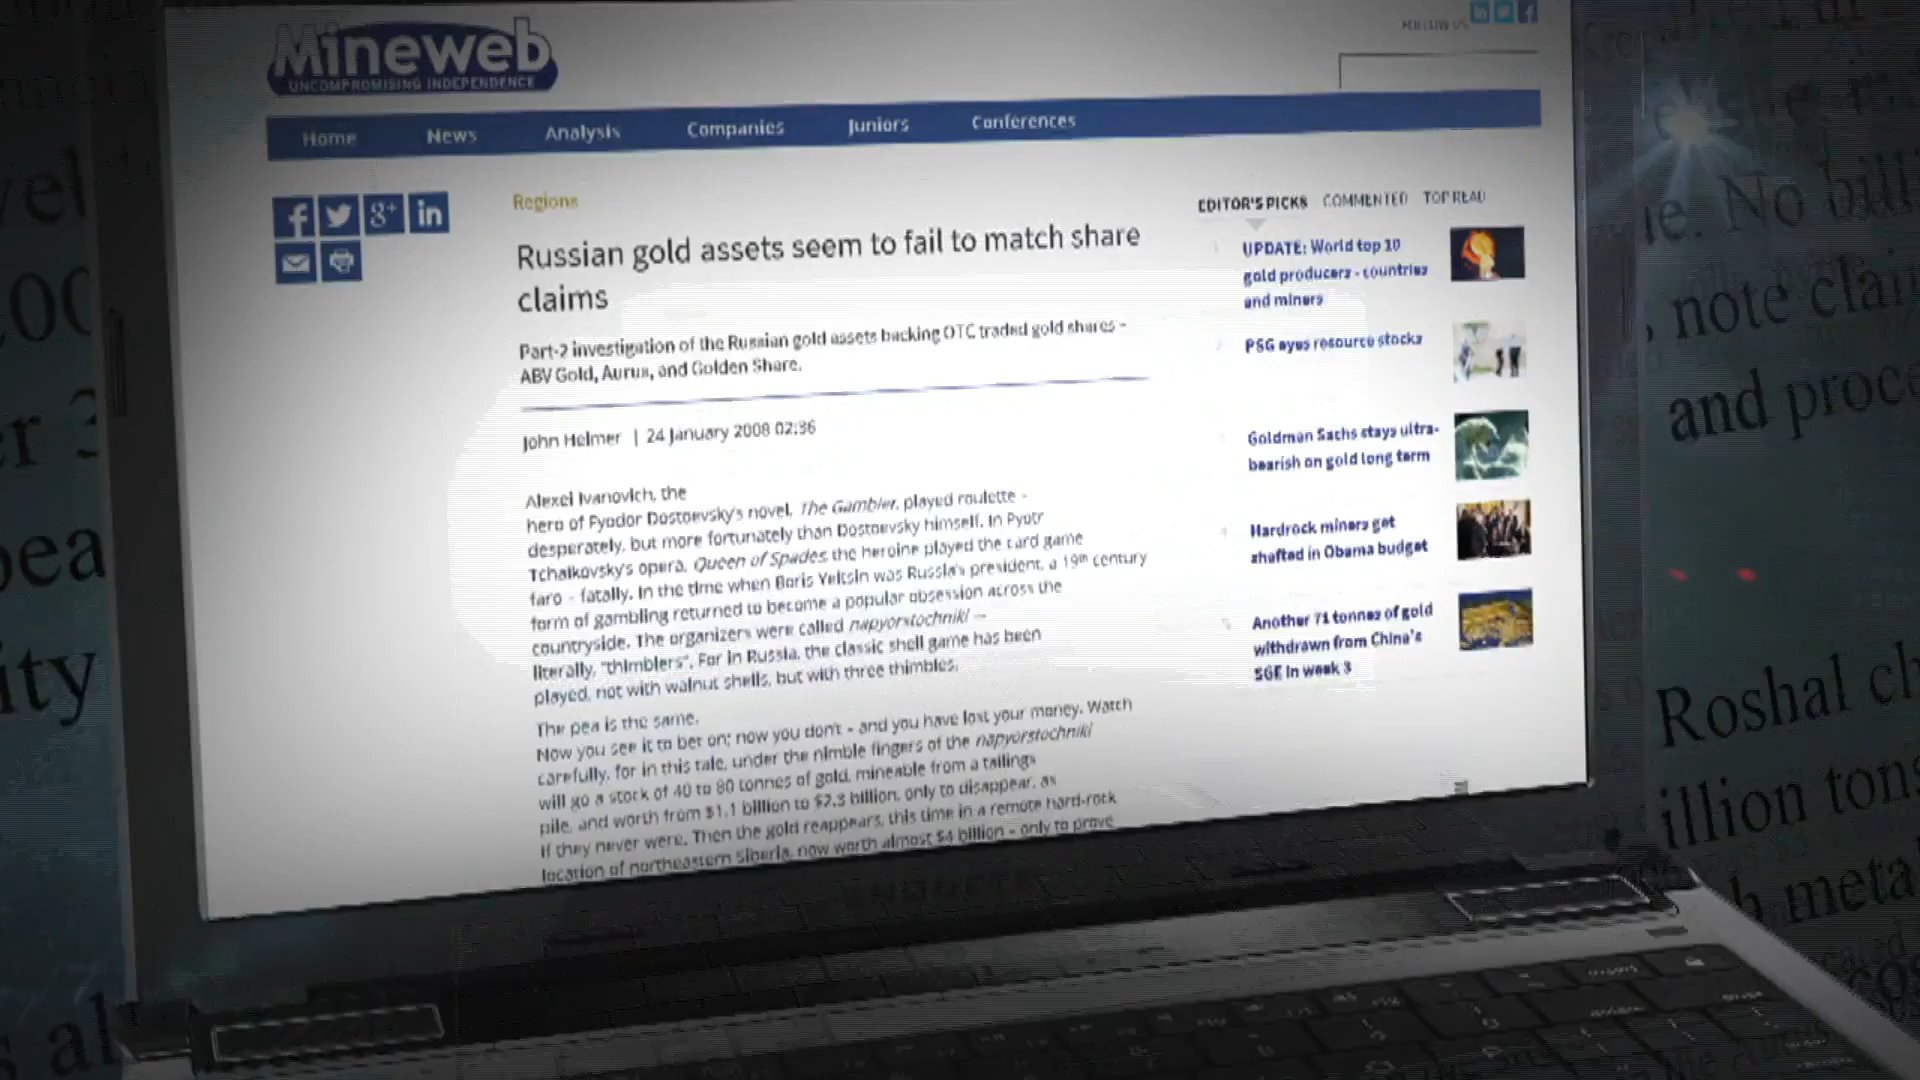 Mineweb
UNCOMPROMISING INDEPENDENCE
FOLLOW US
Home News Analysis Companies Juniors Conferences
Regions
Russian gold assets seem to fail to match share
claims
Part-2 investigation of the Russian gold assets backing OTC traded gold shares -
ABV Gold, Aurus, and Golden Share.
John Helmer | 24 January 2008 02:36
Alexei Ivanovich, the
hero of Fyodor Dostoevsky's novel, The Gambler, played roulette -
desperately, but more fortunately than Dostoevsky himself. In Pyotr
Tchaikovsky's opera, Queen of Spades, the heroine played the card game
faro - fatally. In the time when Boris Yeltsin was Russia's president, a 19th century
form of gambling returned to become a popular obsession across the
countryside. The organizers were called napyorstochniki —
literally, "thimblers". For in Russia, the classic shell game has been
played, not with walnut shells, but with three thimbles.
The pea is the same.
Now you see it to bet on; now you don't - and you have lost your money. Watch
carefully, for in this tale, under the nimble fingers of the napyorstochniki
will go a stock of 40 to 80 tonnes of gold, mineable from a tailings
pile, and worth from $1.1 billion to $2.3 billion, only to disappear, as
if they never were. Then the gold reappears, this time in a remote hard-rock
location of northeastern Siberia, now worth almost $4 billion - only to prove
EDITOR'S PICKS COMMENTED TOP READ
UPDATE: World top 10
gold producers - countries
and miners
PSG eyes resource stocks
Goldman Sachs stays ultra-
bearish on gold long term
Hardrock miners get
shafted in Obama budget
Another 71 tonnes of gold
withdrawn from China's
SGE in week 3
No bill
note clai
and proce
Roshal ch
illion tons
h meta
ity
s al